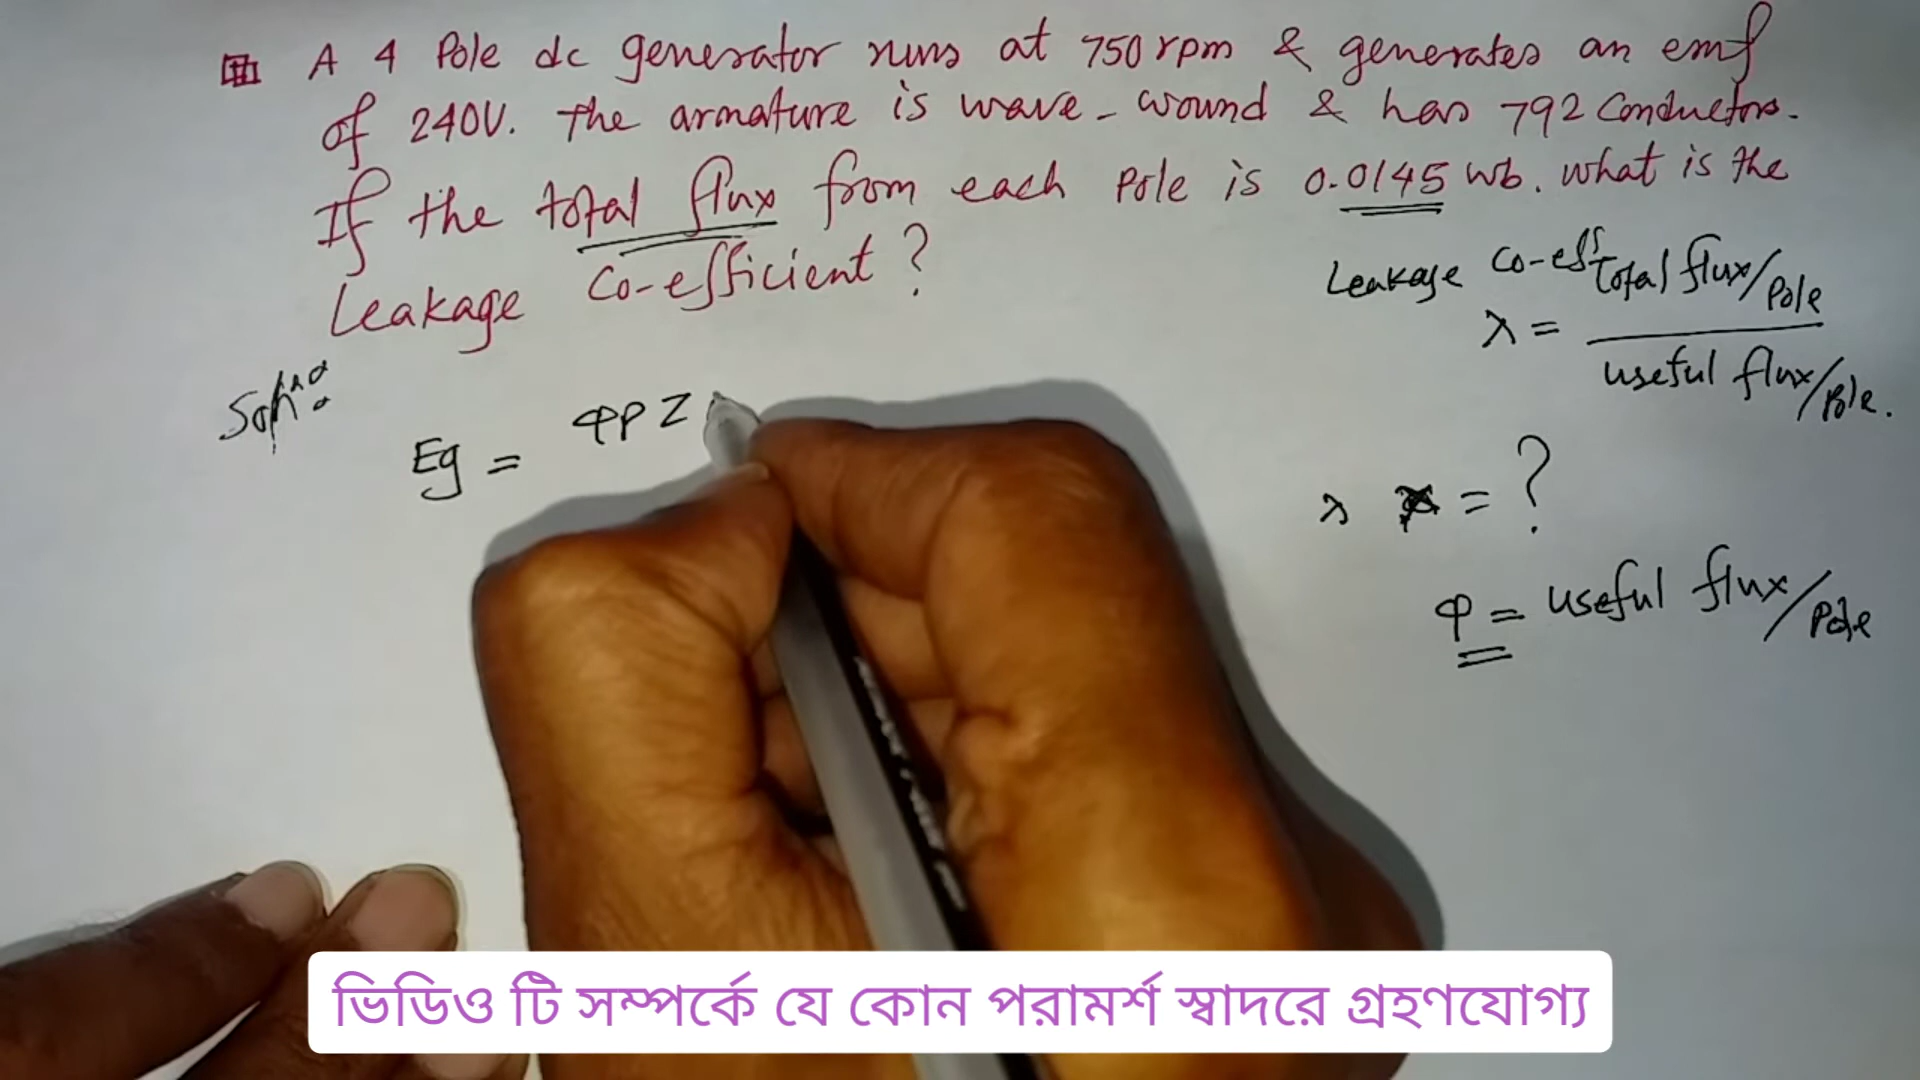 A 4 Pole dc generator runs at 750 rpm & generates an emf
of 240V. The armature is wave-wound & has 792 Conductors.
If the total flux from each pole is 0.0145 wb. what is the
Leakage co-efficient?
Leakage co-eff
λ = total flux/pole
useful flux/pole.
Soln:
Eg = φPZ
λ = ?
φ = useful flux/pole
ভিডিও টি সম্পর্কে যে কোন পরামর্শ স্বাদরে গ্রহণযোগ্য